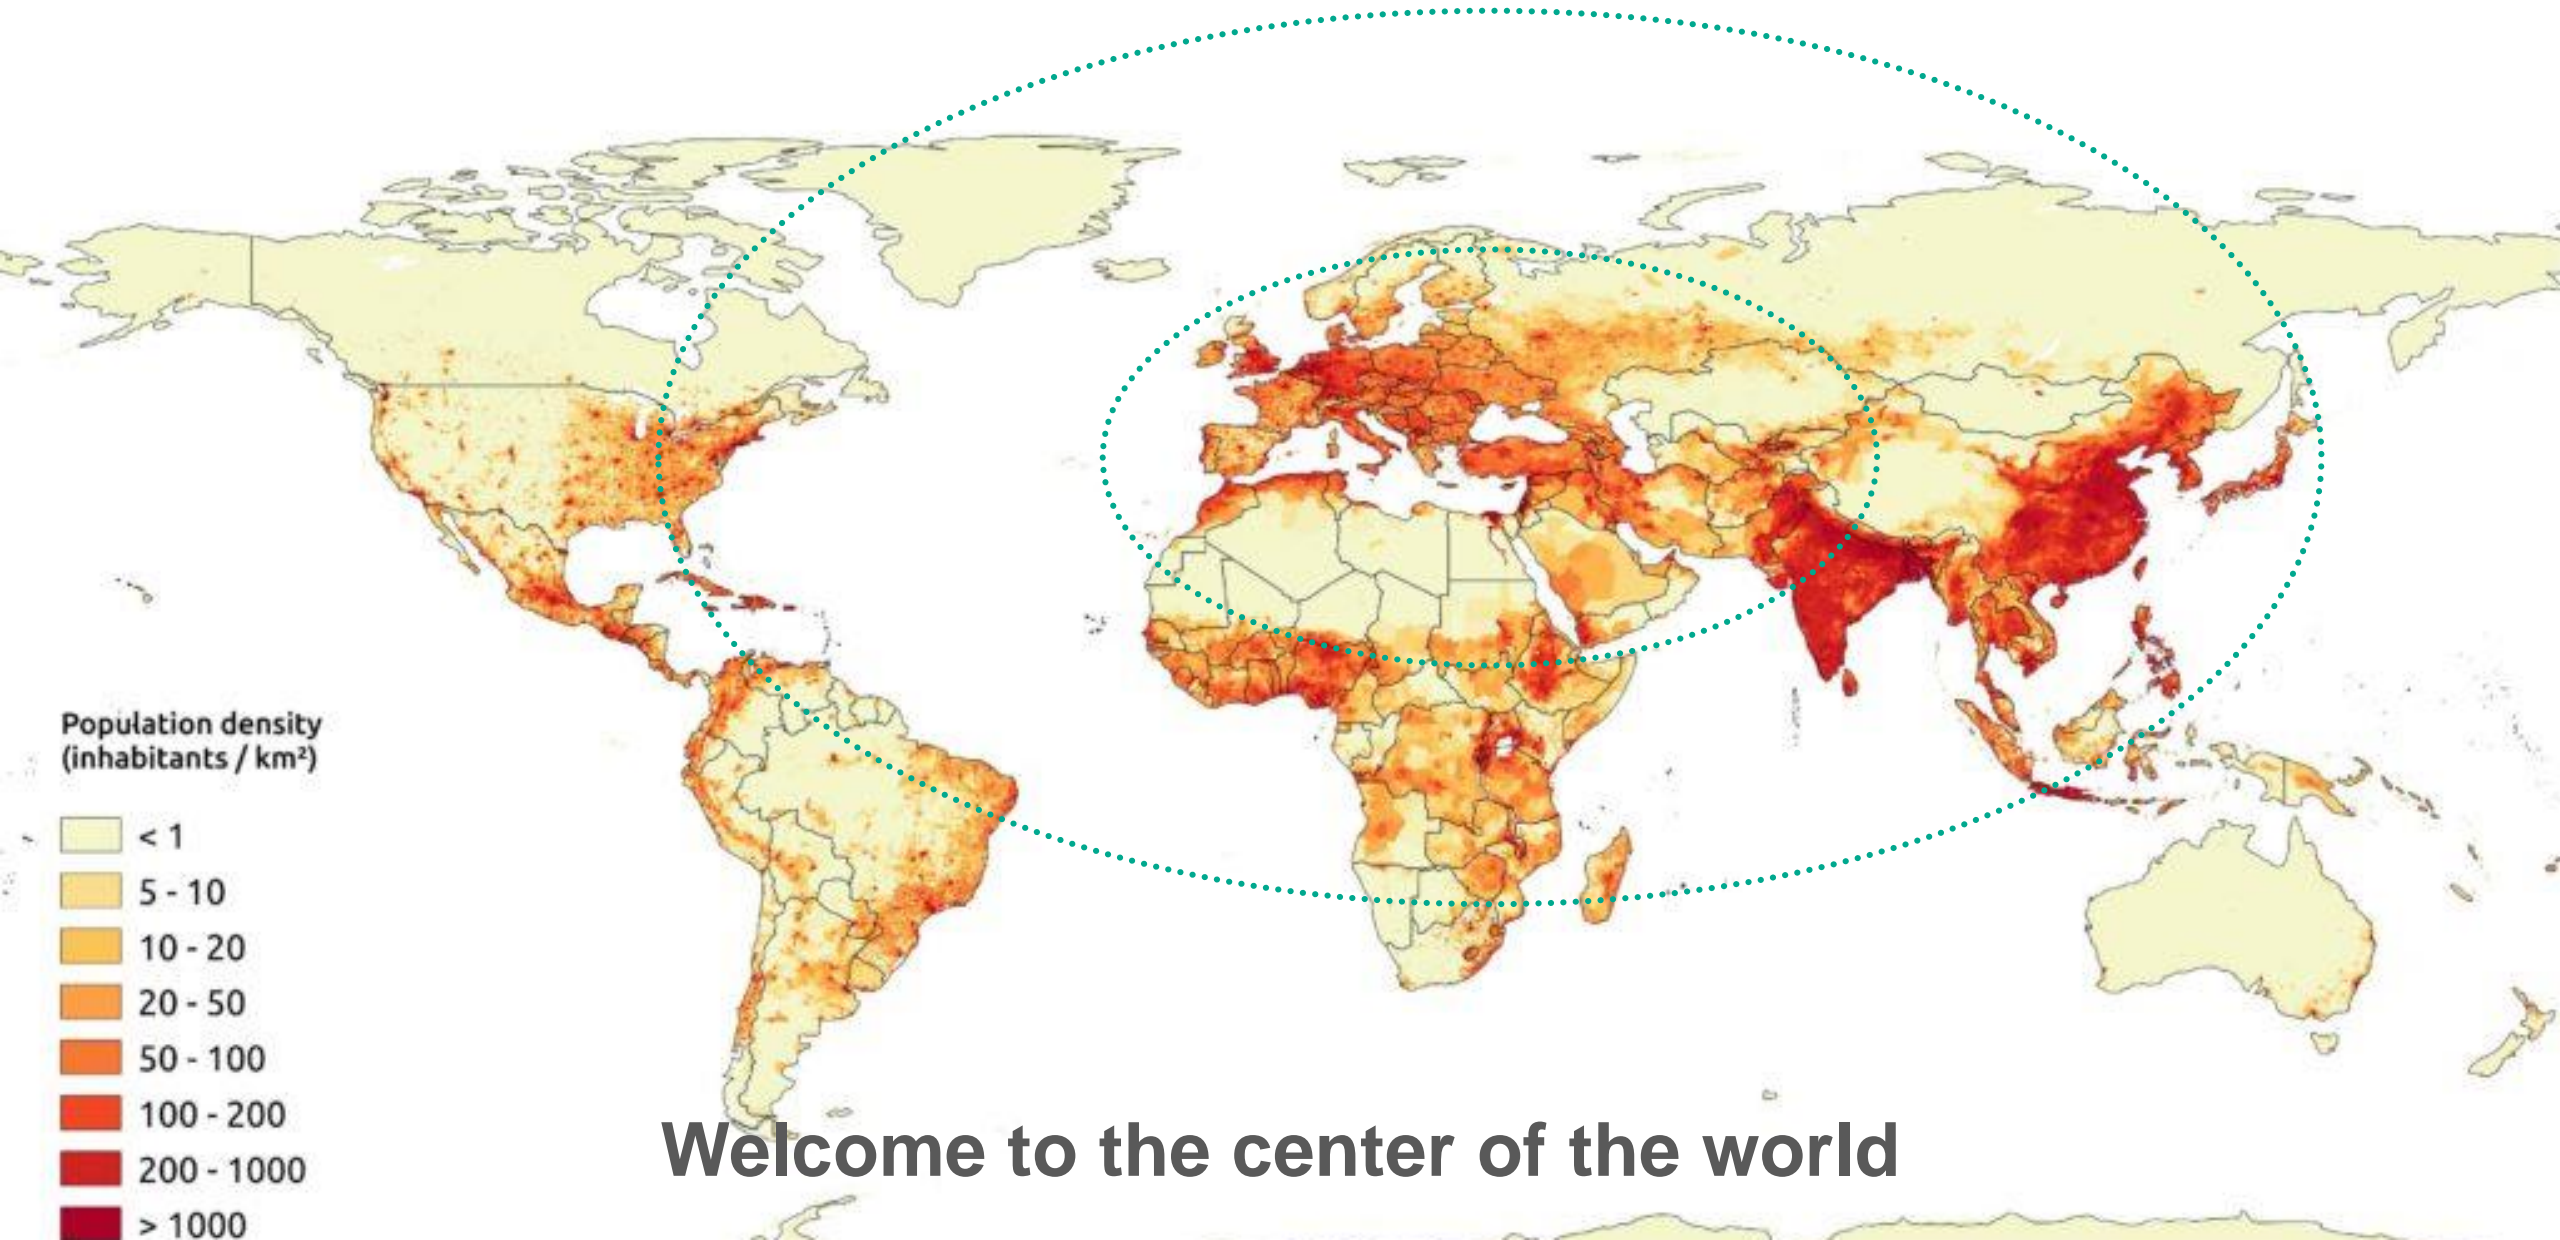 Population density
(inhabitants / km²)
< 1
5 - 10
10 - 20
20 - 50
50 - 100
100 - 200
200 - 1000
> 1000
Welcome to the center of the world